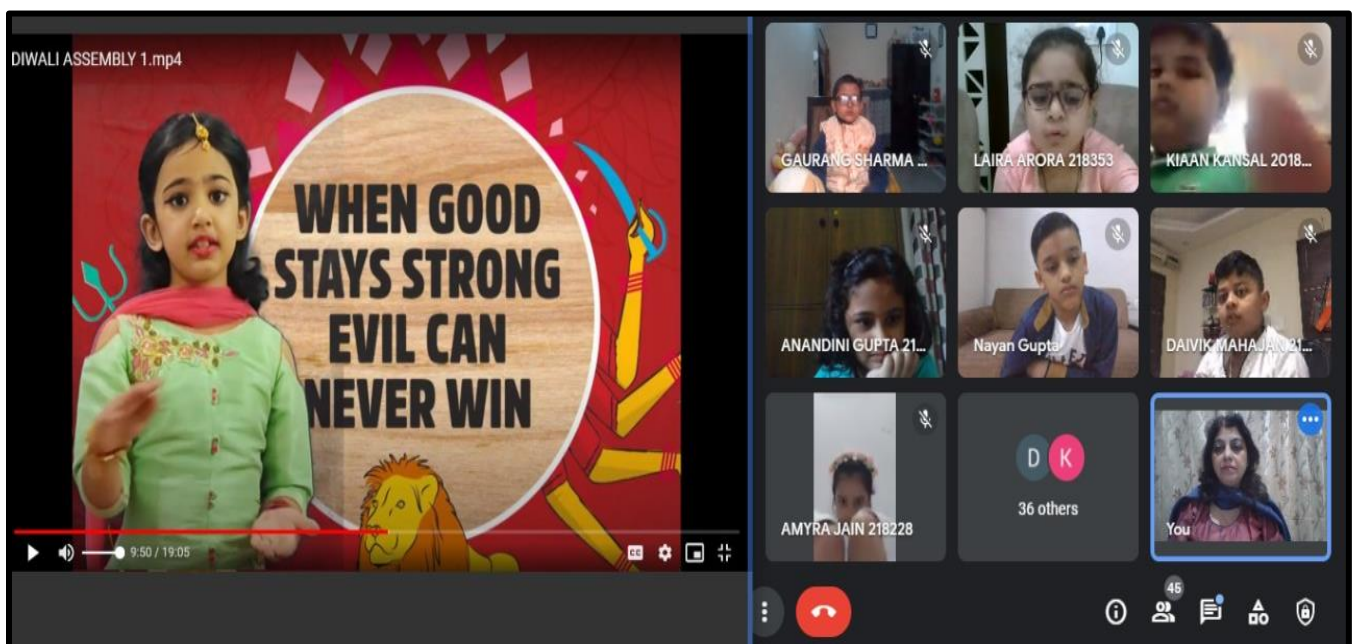 DIWALI ASSEMBLY 1.mp4
WHEN GOOD
STAYS STRONG
EVIL CAN
NEVER WIN
CC
9:50 / 19:05
GAURANG SHARMA ...
LAIRA ARORA 218353
KIAAN KANSAL 2018...
ANANDINI GUPTA 21...
Nayan Gupta
DAIVIK MAHAJAN 21...
AMYRA JAIN 218228
D K
36 others
You
45